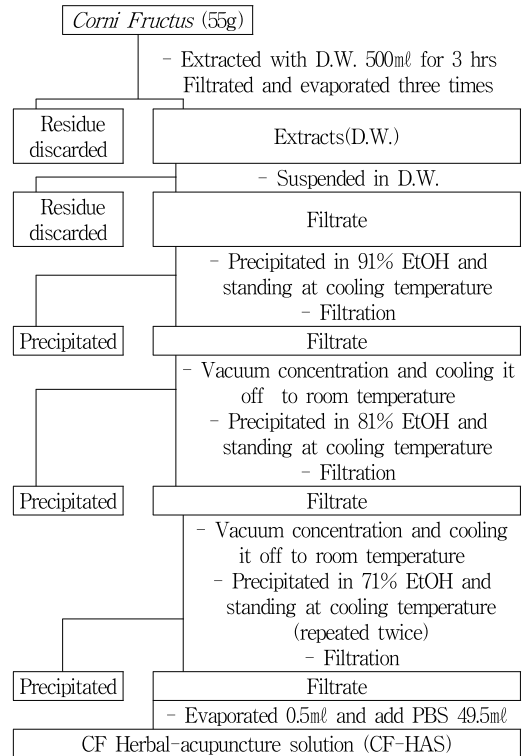 Corni Fructus (55g)
- Extracted with D.W. 500㎖ for 3 hrs
Filtrated and evaporated three times
Residue
discarded
Extracts(D.W.)
- Suspended in D.W.
Residue
discarded
Filtrate
- Precipitated in 91% EtOH and
standing at cooling temperature
- Filtration
Precipitated
Filtrate
- Vacuum concentration and cooling it
off to room temperature
- Precipitated in 81% EtOH and
standing at cooling temperature
- Filtration
Precipitated
Filtrate
- Vacuum concentration and cooling
it off to room temperature
- Precipitated in 71% EtOH and
standing at cooling temperature
(repeated twice)
- Filtration
Precipitated
Filtrate
- Evaporated 0.5㎖ and add PBS 49.5㎖
CF Herbal-acupuncture solution (CF-HAS)